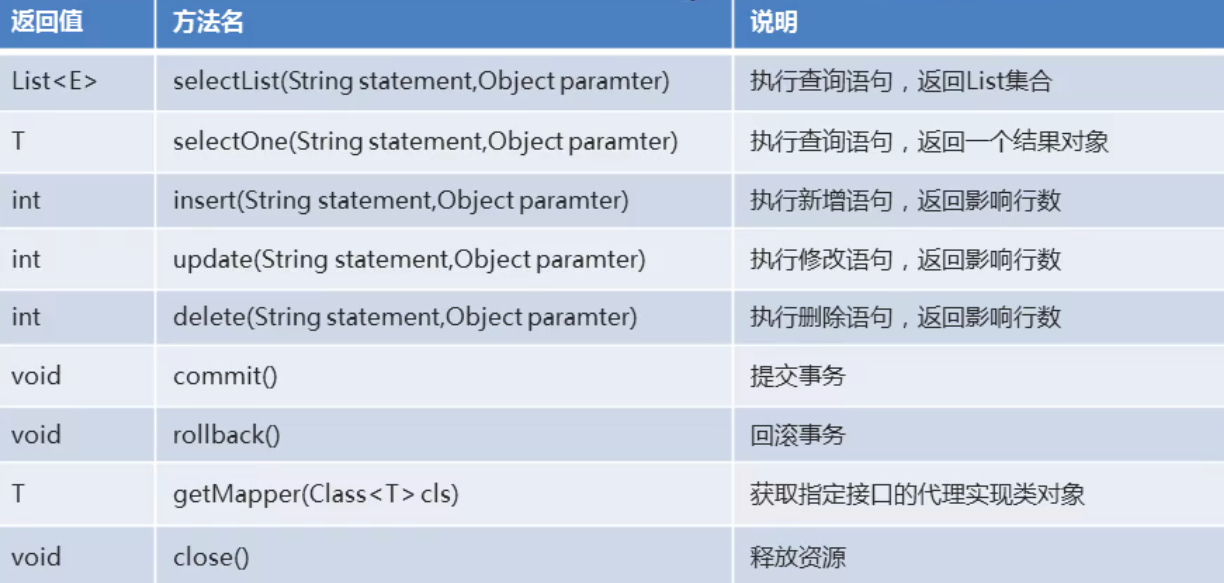 返回值 方法名 说明
List<E> selectList(String statement,Object paramter) 执行查询语句，返回List集合
T selectOne(String statement,Object paramter) 执行查询语句，返回一个结果对象
int insert(String statement,Object paramter) 执行新增语句，返回影响行数
int update(String statement,Object paramter) 执行修改语句，返回影响行数
int delete(String statement,Object paramter) 执行删除语句，返回影响行数
void commit() 提交事务
void rollback() 回滚事务
T getMapper(Class<T> cls) 获取指定接口的代理实现类对象
void close() 释放资源